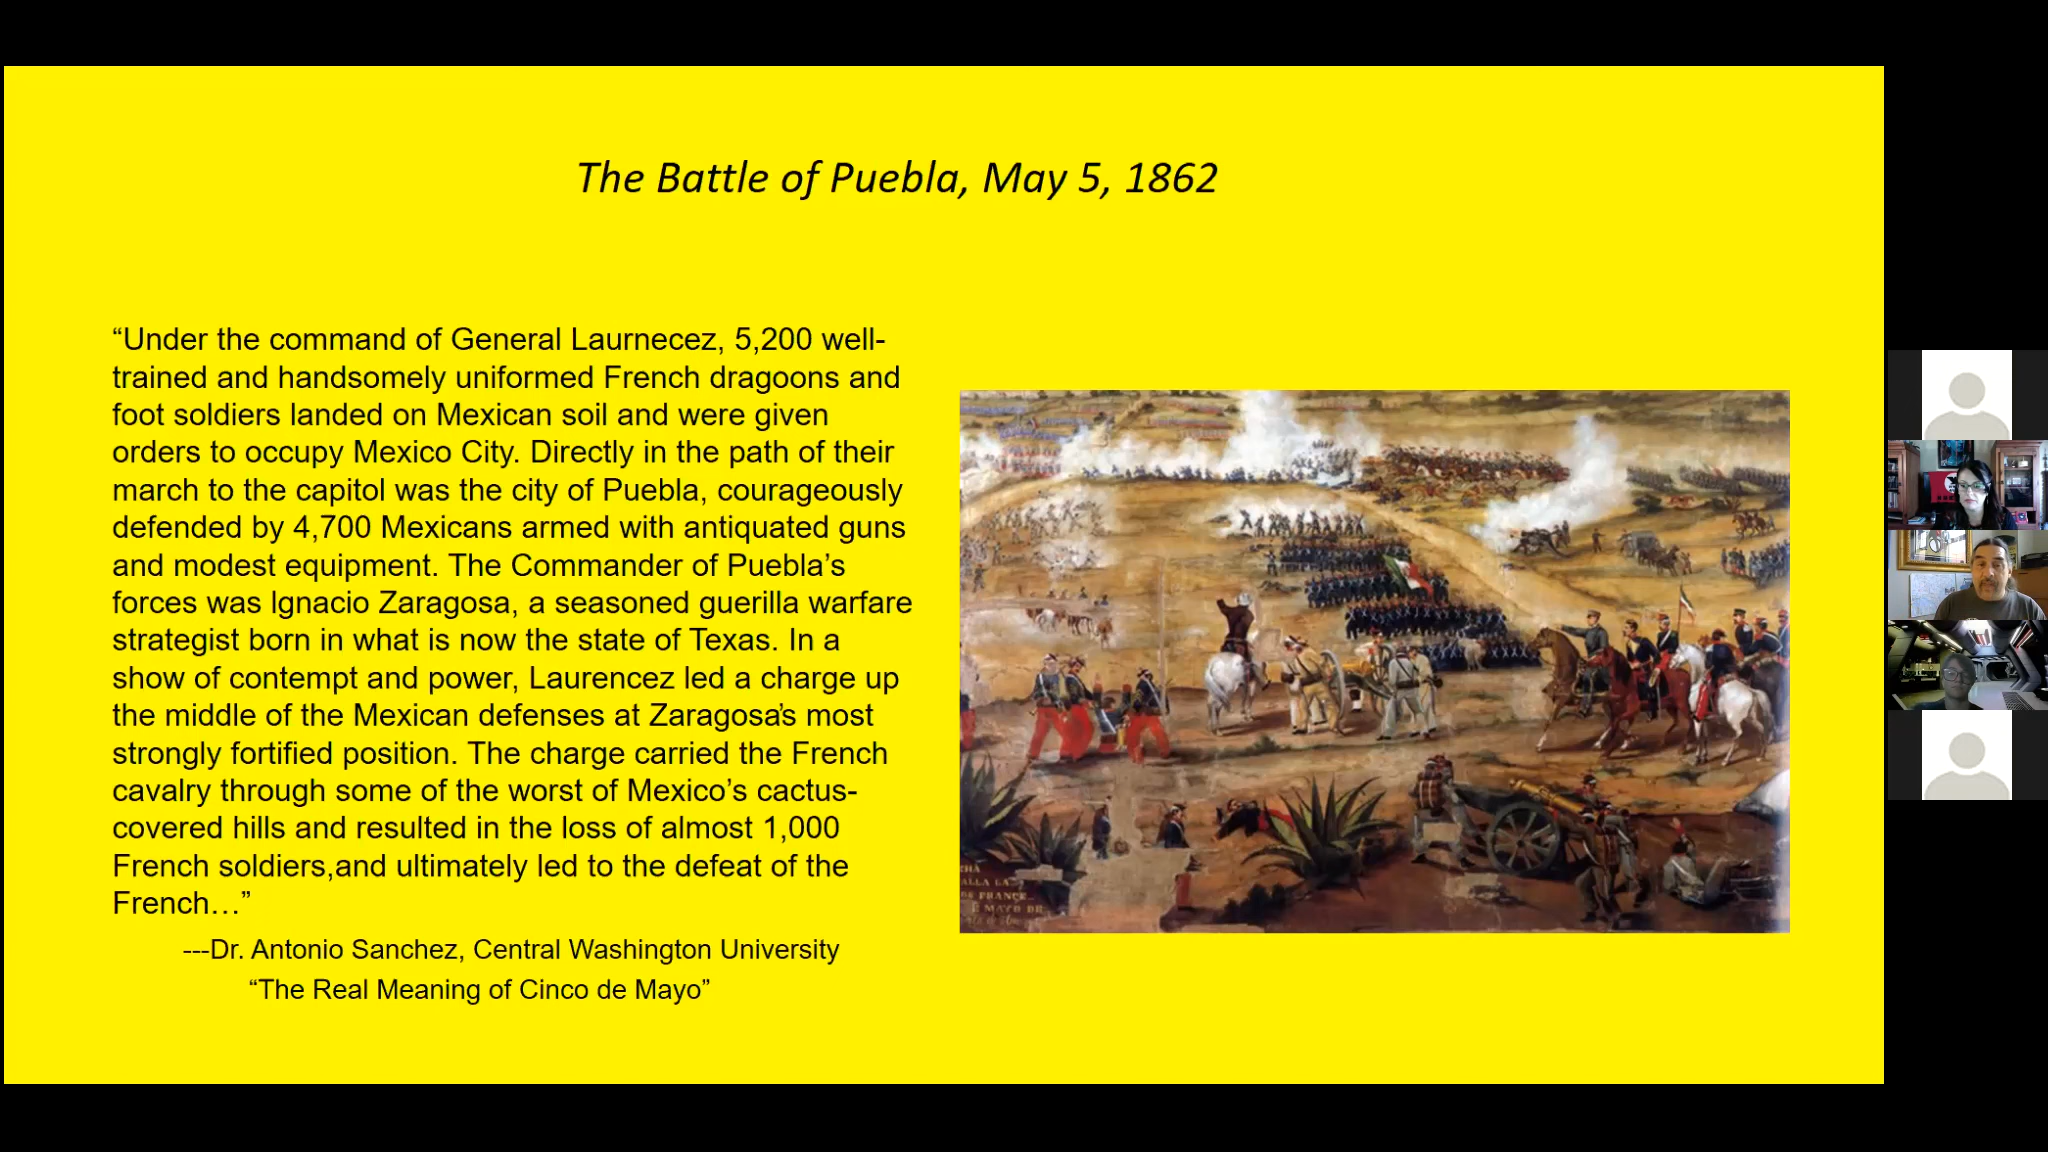 The Battle of Puebla, May 5, 1862
“Under the command of General Laurnecez, 5,200 well-
trained and handsomely uniformed French dragoons and
foot soldiers landed on Mexican soil and were given
orders to occupy Mexico City. Directly in the path of their
march to the capitol was the city of Puebla, courageously
defended by 4,700 Mexicans armed with antiquated guns
and modest equipment. The Commander of Puebla’s
forces was Ignacio Zaragosa, a seasoned guerilla warfare
strategist born in what is now the state of Texas. In a
show of contempt and power, Laurencez led a charge up
the middle of the Mexican defenses at Zaragosa’s most
strongly fortified position. The charge carried the French
cavalry through some of the worst of Mexico’s cactus-
covered hills and resulted in the loss of almost 1,000
French soldiers,and ultimately led to the defeat of the
French…”
---Dr. Antonio Sanchez, Central Washington University
“The Real Meaning of Cinco de Mayo”
ALLA LA
DE FRANCE
MAYO DE